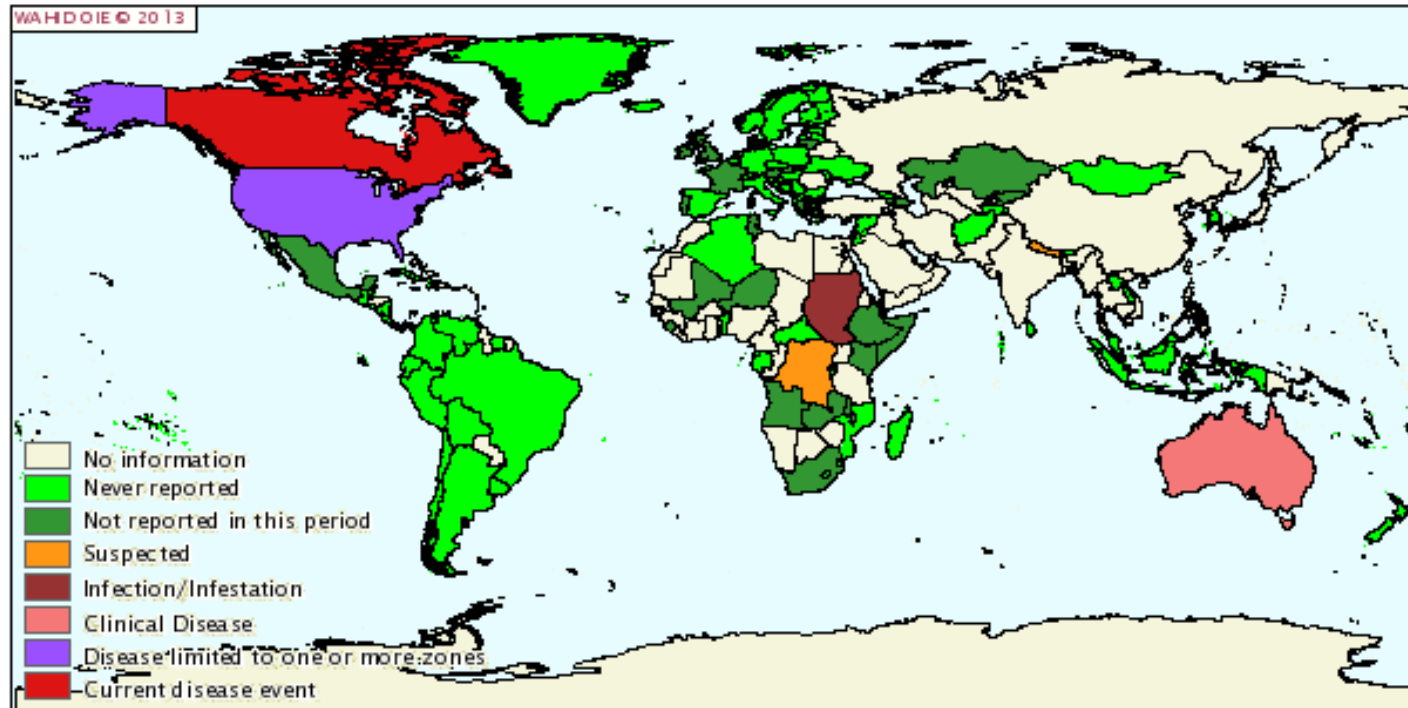 WAHID OIE © 2013
No information
Never reported
Not reported in this period
Suspected
Infection/Infestation
Clinical Disease
Disease limited to one or more zones
Current disease event